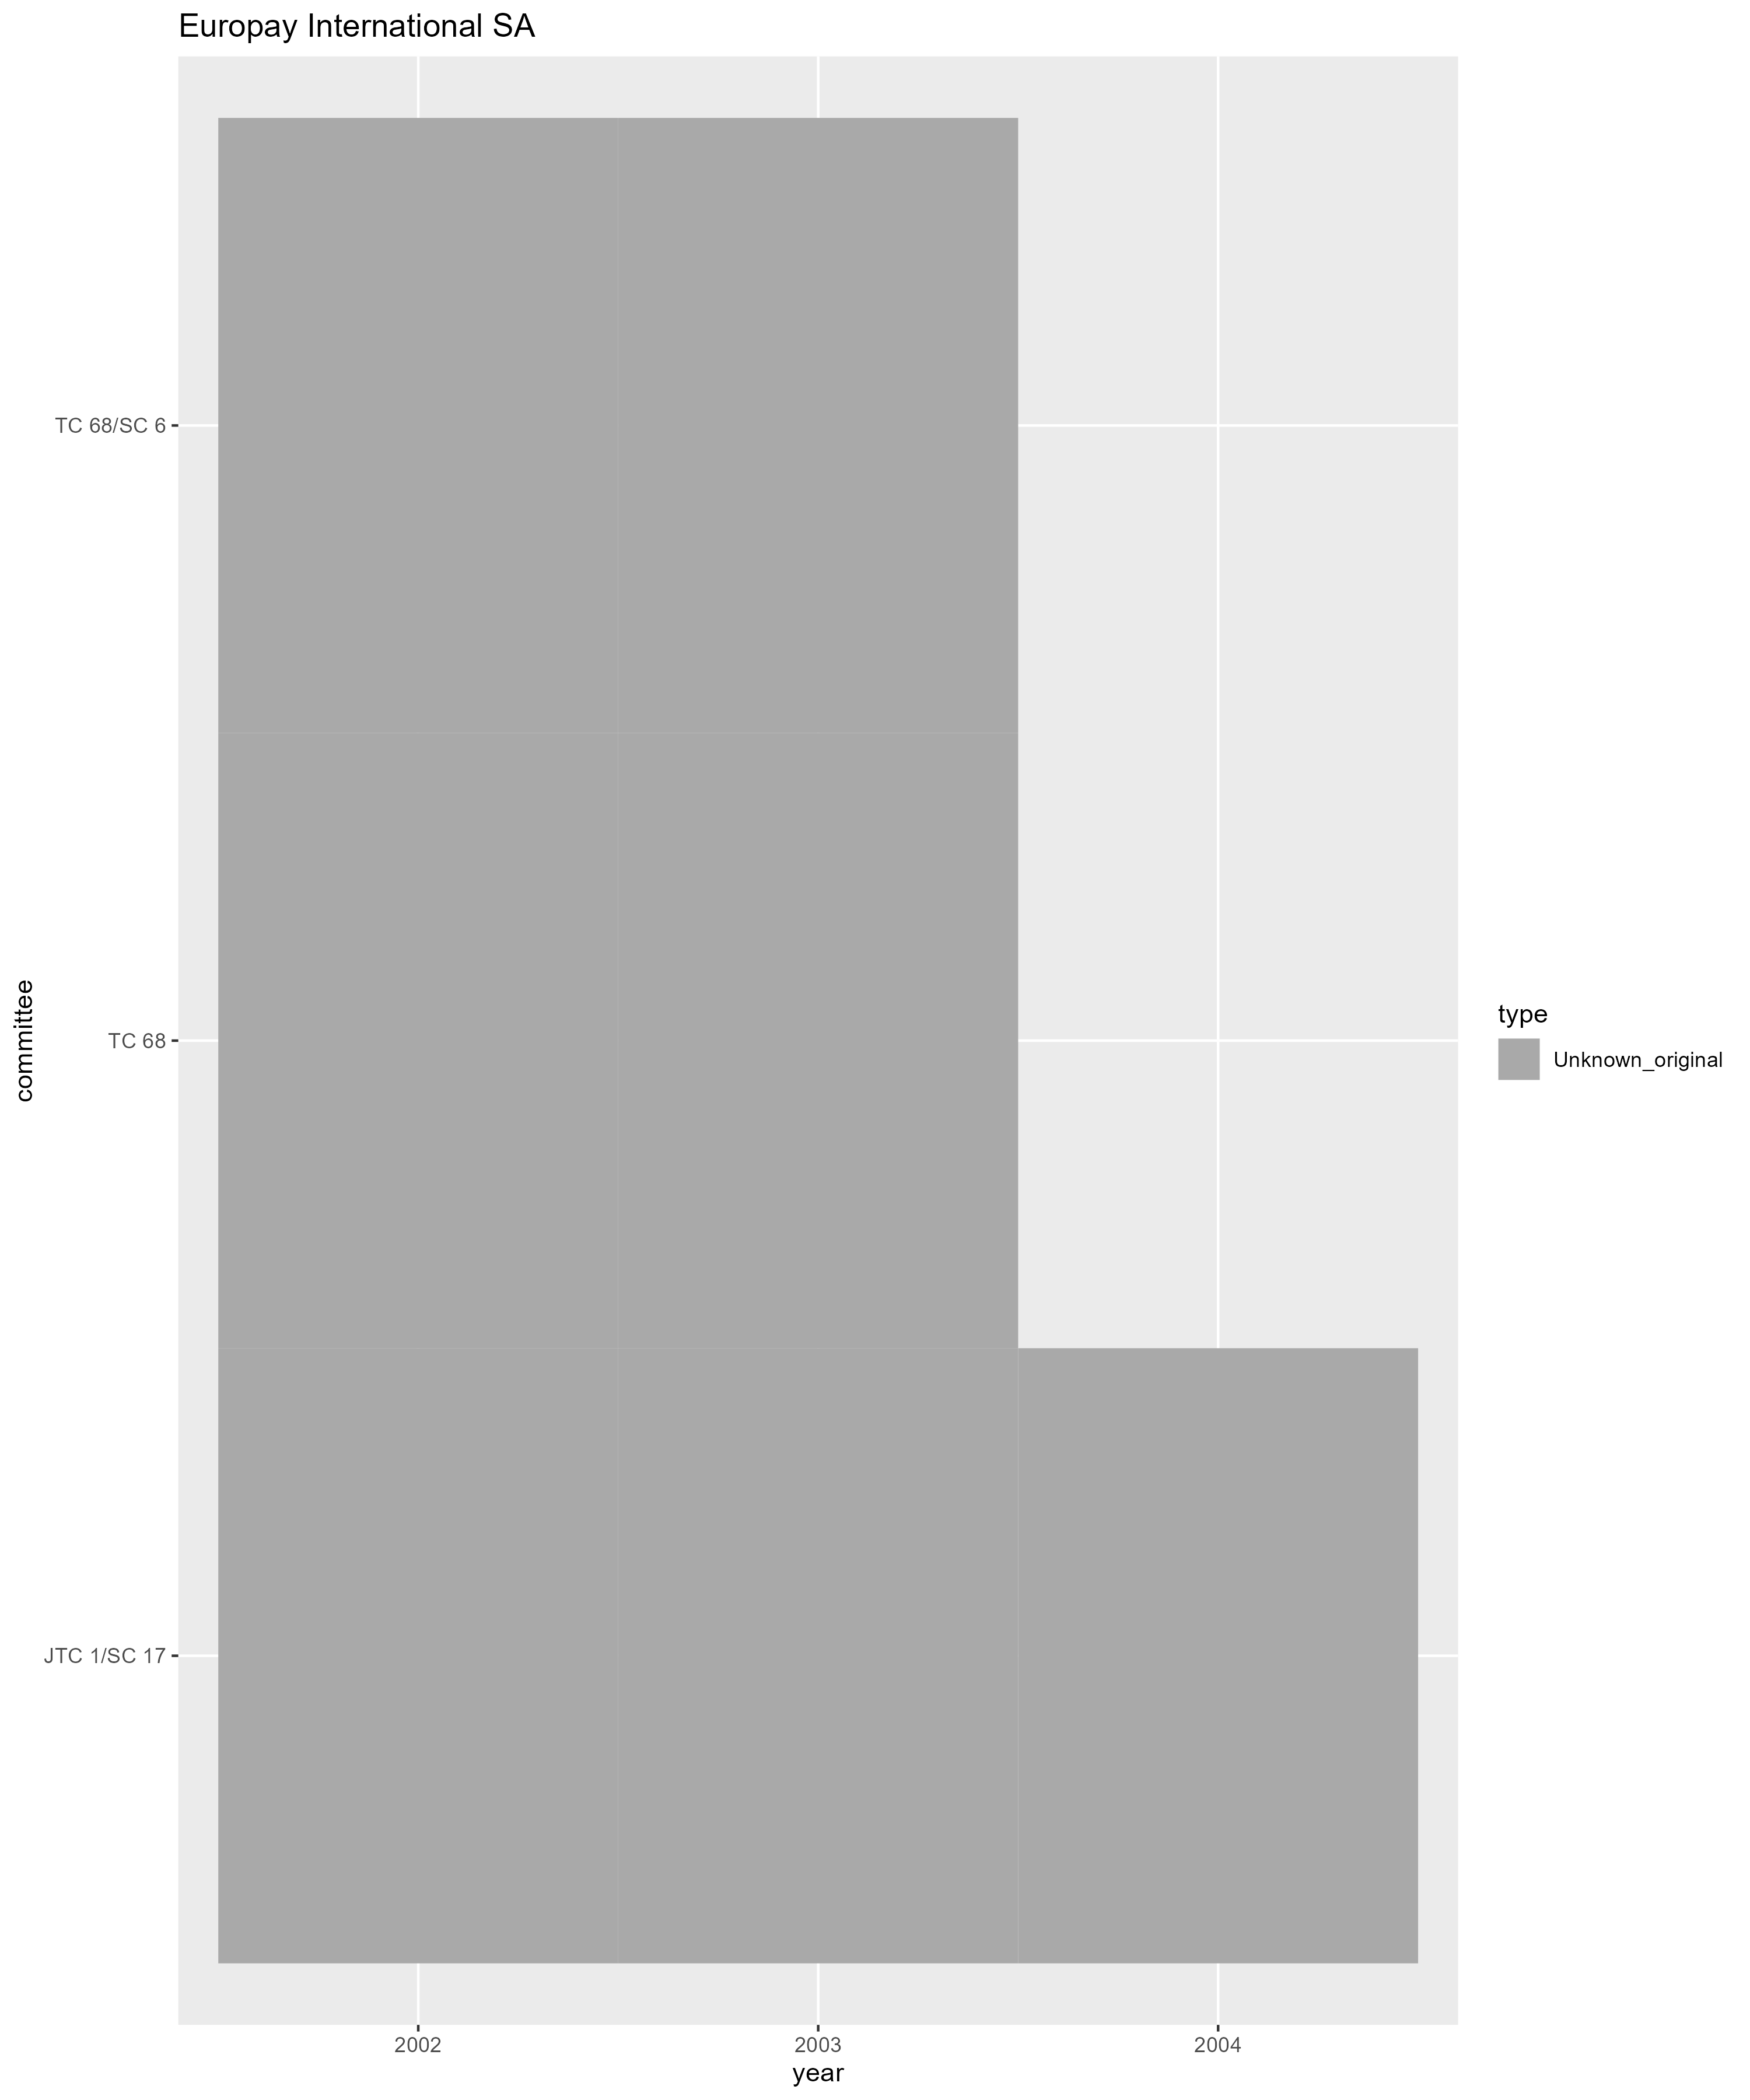 Europay International SA
TC 68/SC 6
TC 68
JTC 1/SC 17
committee
2002
2003
2004
year
type
Unknown_original